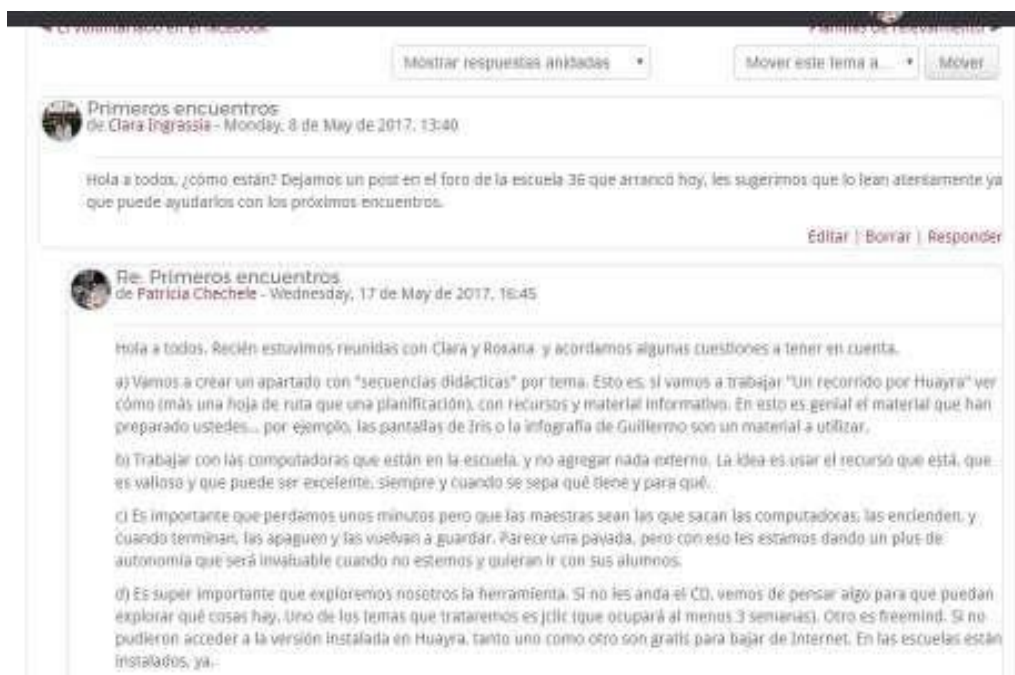 ◄ El voluntariado en el facebook
Planillas de relevamiento ►
Mostrar respuestas anidadas
Mover este tema a...
Mover
Primeros encuentros
de Clara Ingrassia - Monday, 8 de May de 2017, 13:40
Hola a todos, ¿cómo están? Dejamos un post en el foro de la escuela 36 que arrancó hoy, les sugerimos que lo lean atentamente ya
que puede ayudarlos con los próximos encuentros.
Editar | Borrar | Responder
Re: Primeros encuentros
de Patricia Chechele - Wednesday, 17 de May de 2017, 16:45
Hola a todos. Recién estuvimos reunidas con Clara y Roxana y acordamos algunas cuestiones a tener en cuenta.
a) Vamos a crear un apartado con "secuencias didácticas" por tema. Esto es, si vamos a trabajar "Un recorrido por Huayra" ver
cómo (más una hoja de ruta que una planificación), con recursos y material informativo. En esto es genial el material que han
preparado ustedes... por ejemplo, las pantallas de Iris o la infografía de Guillermo son un material a utilizar.
b) Trabajar con las computadoras que están en la escuela, y no agregar nada externo. La idea es usar el recurso que está, que
es valioso y que puede ser excelente, siempre y cuando se sepa qué tiene y para qué.
c) Es importante que perdamos unos minutos pero que las maestras sean las que sacan las computadoras, las encienden, y
cuando terminan, las apaguen y las vuelvan a guardar. Parece una pavada, pero con eso les estamos dando un plus de
autonomía que será invaluable cuando no estemos y quieran ir con sus alumnos.
d) Es super importante que exploremos nosotros la herramienta. Si no les anda el CD, vemos de pensar algo para que puedan
explorar qué cosas hay. Uno de los temas que trataremos es jclic (que ocupará al menos 3 semanas). Otro es freemind. Si no
pudieron acceder a la versión instalada en Huayra, tanto uno como otro son gratis para bajar de Internet. En las escuelas están
instalados, ya.